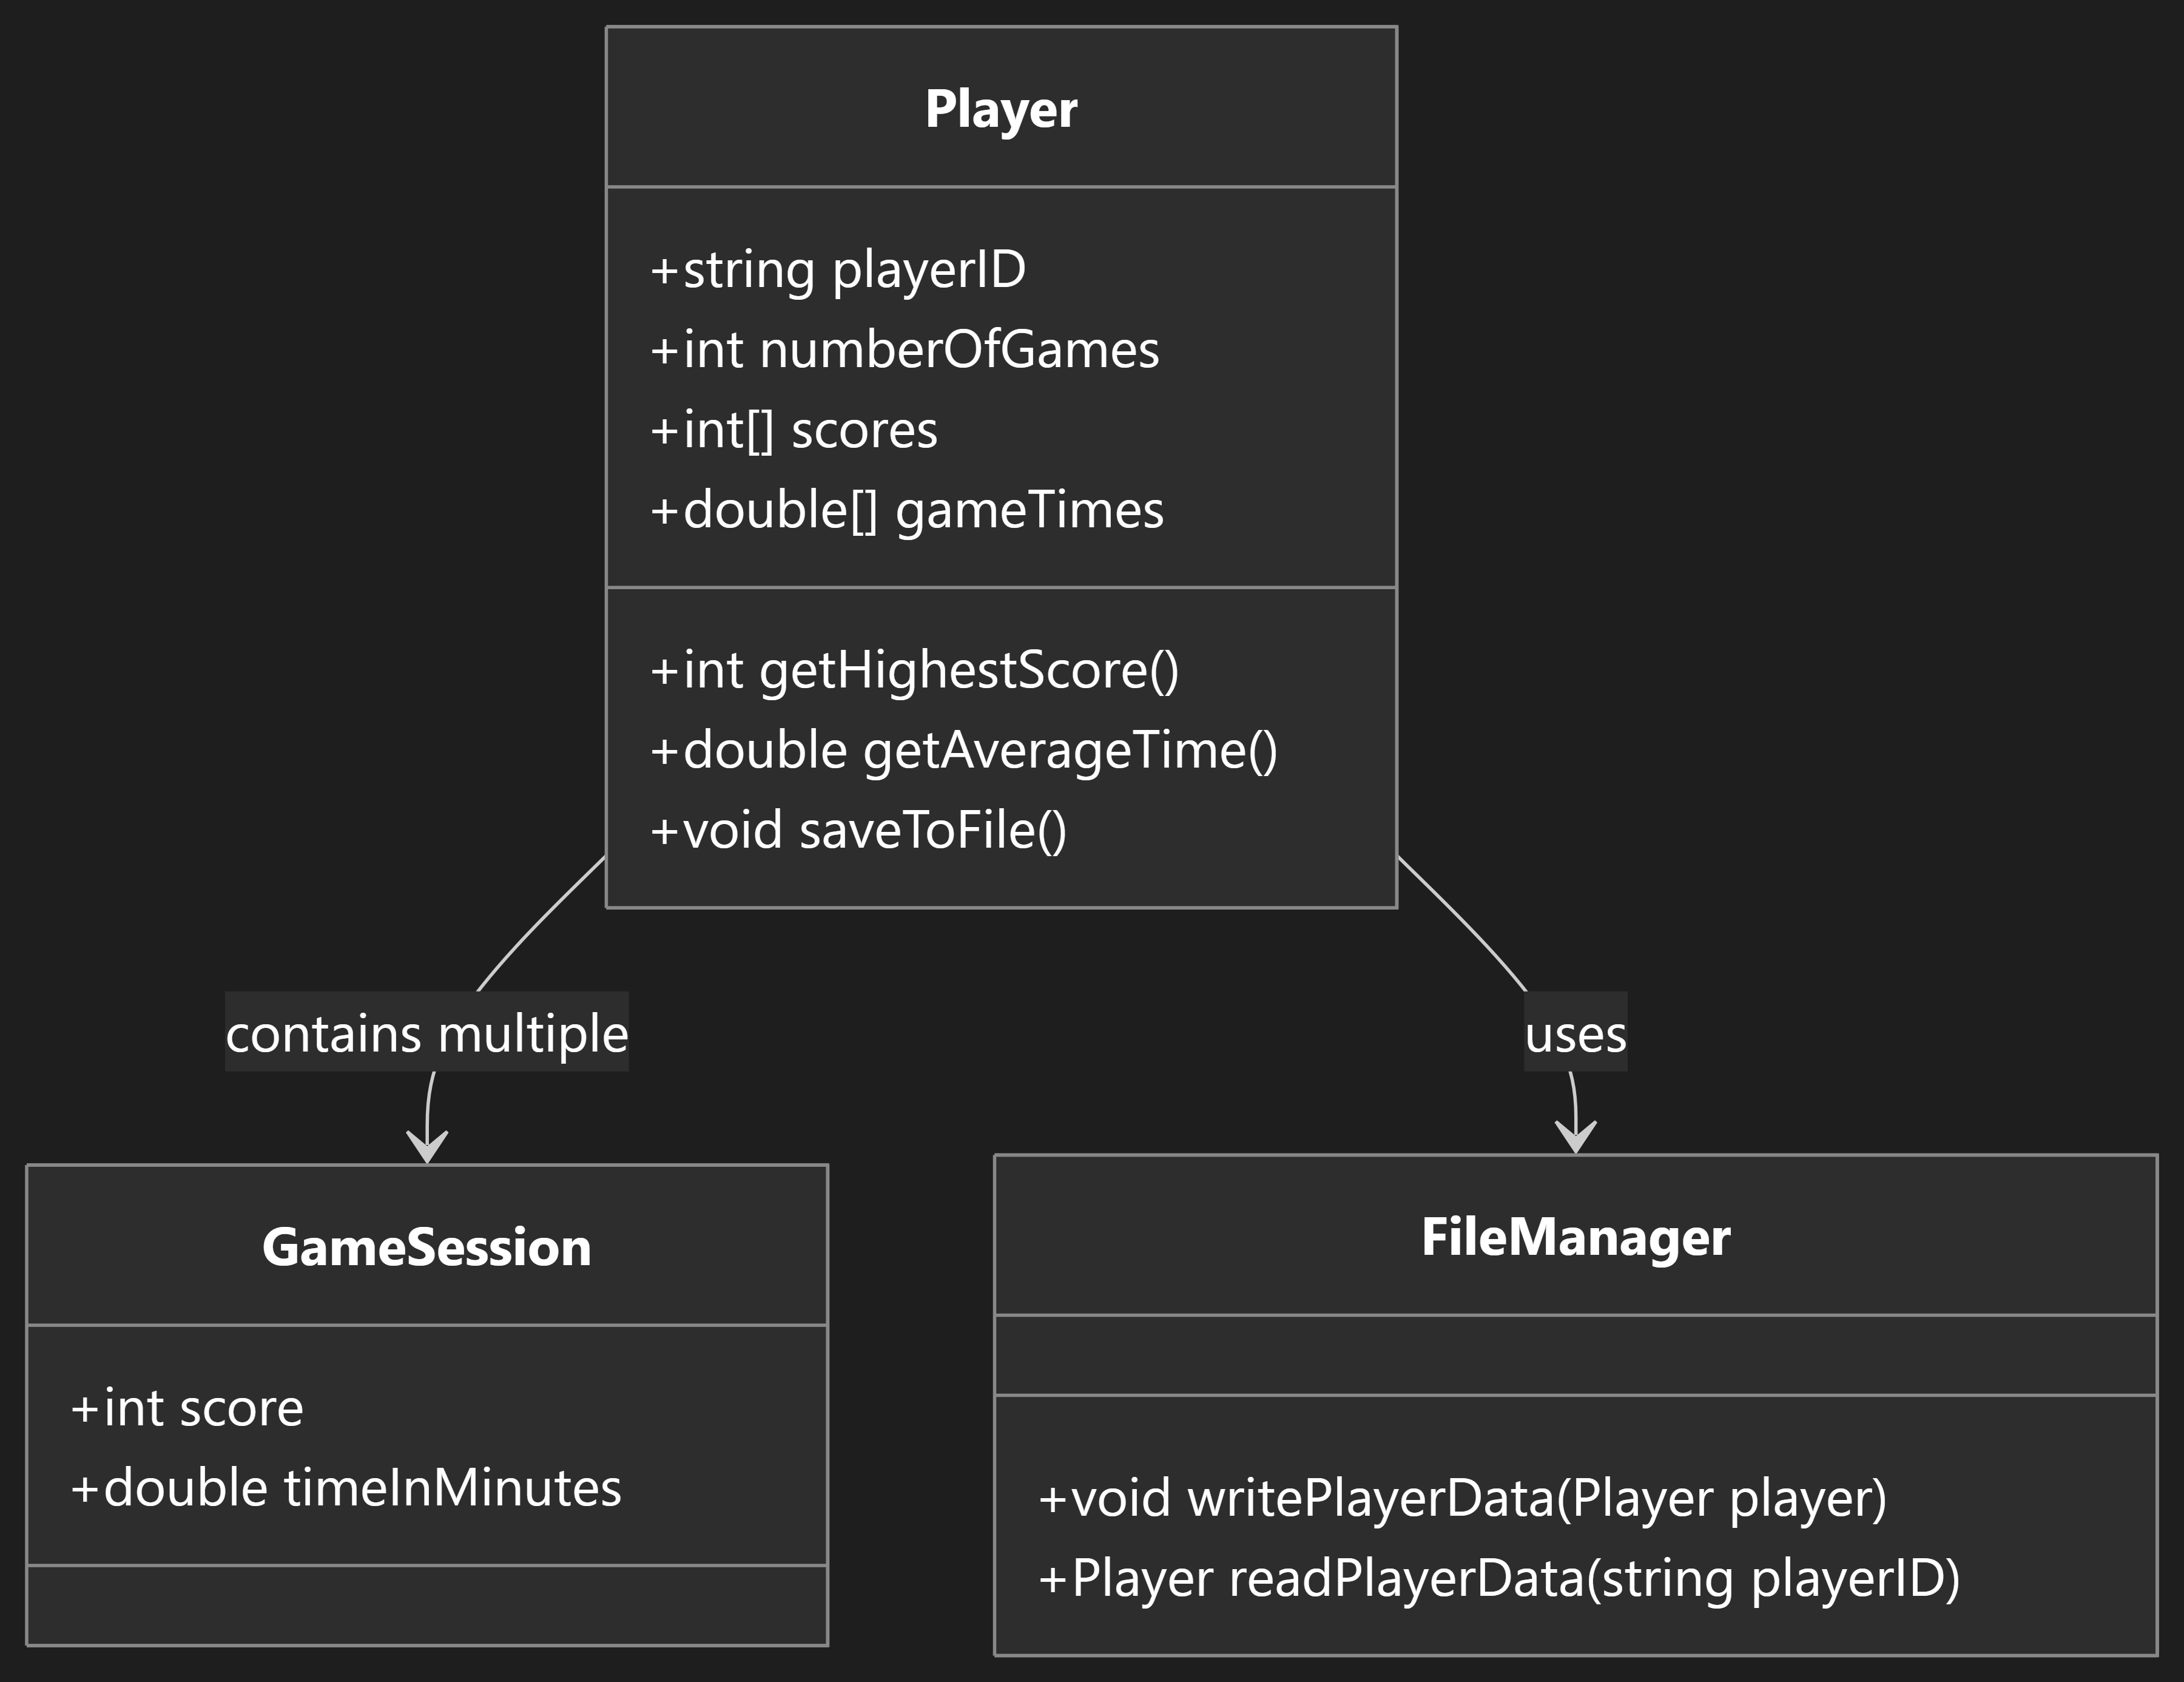 Player
+string playerID
+int numberOfGames
+int[] scores
+double[] gameTimes
+int getHighestScore()
+double getAverageTime()
+void saveToFile()
contains multiple
uses
GameSession
+int score
+double timeInMinutes
FileManager
+void writePlayerData(Player player)
+Player readPlayerData(string playerID)